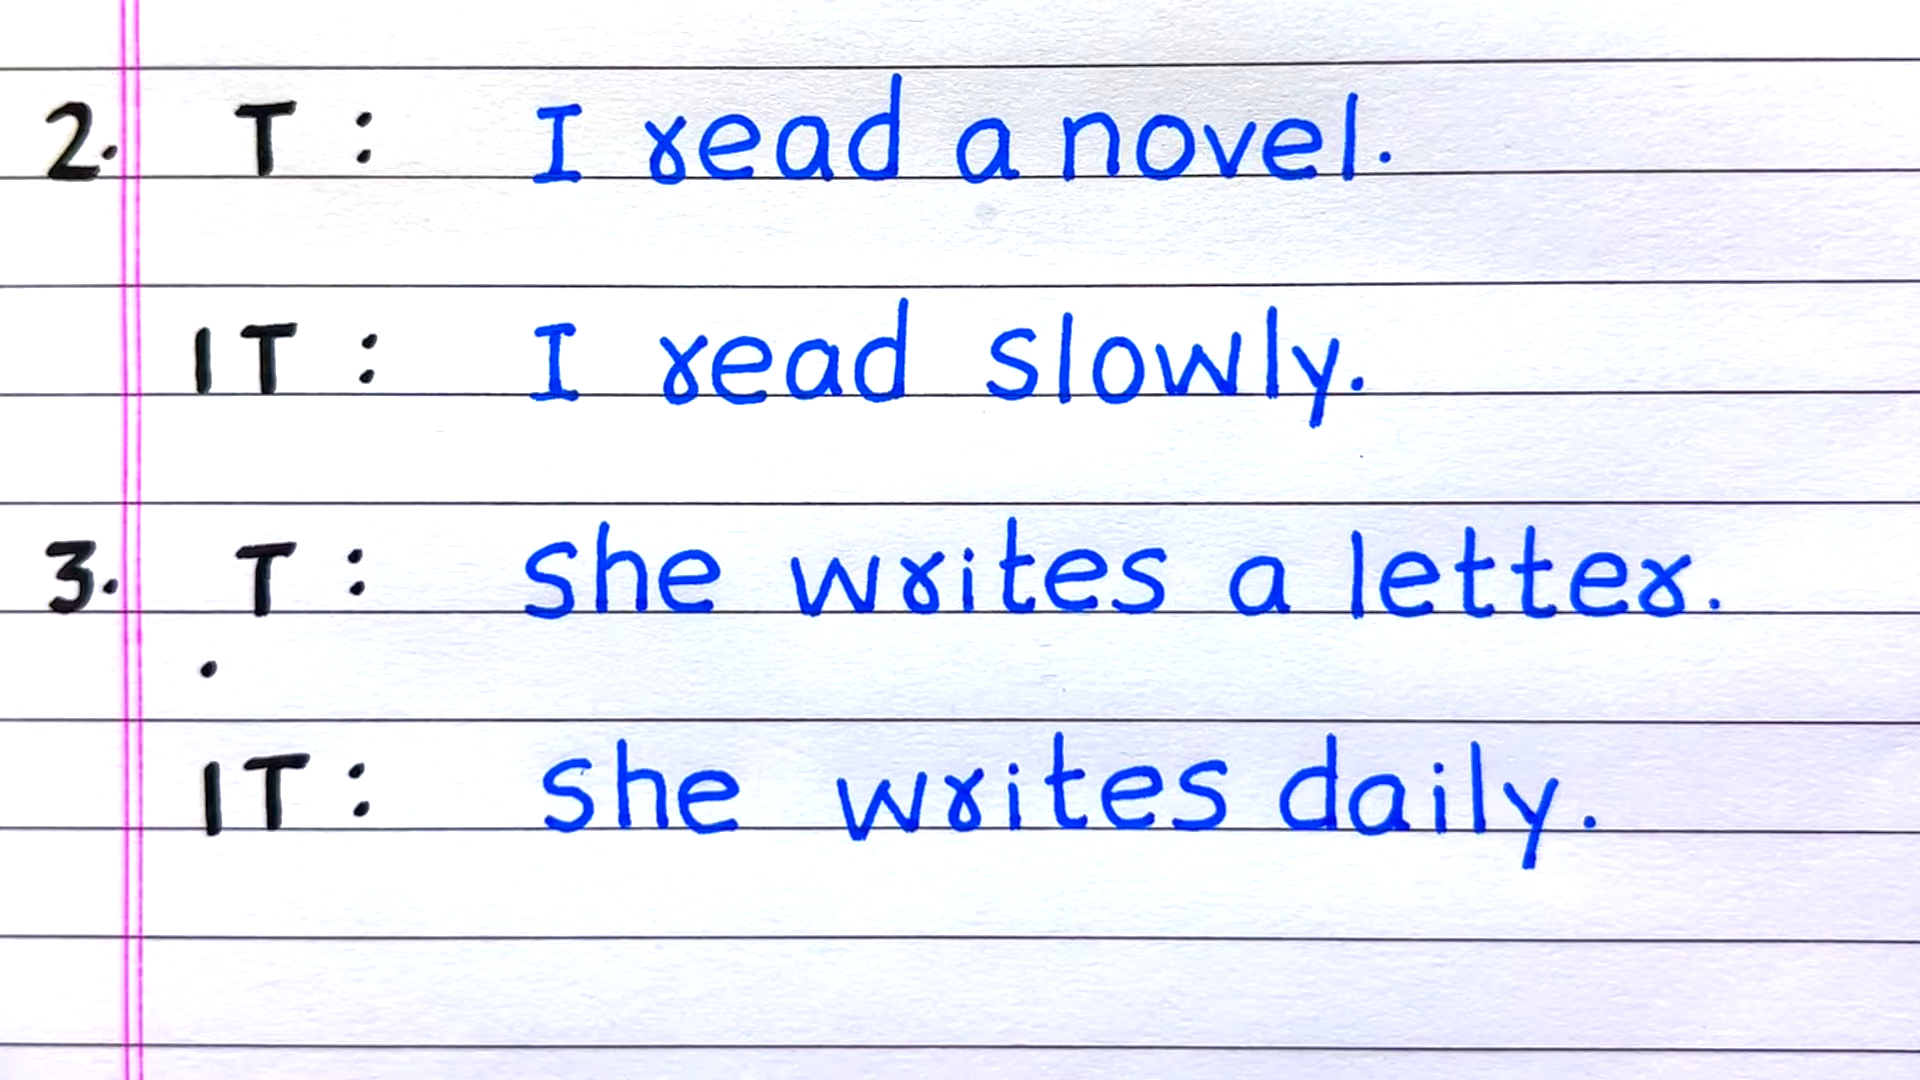 2. T : I read a novel.
IT : I read slowly.
3. T : she writes a letter.
IT : she writes daily.